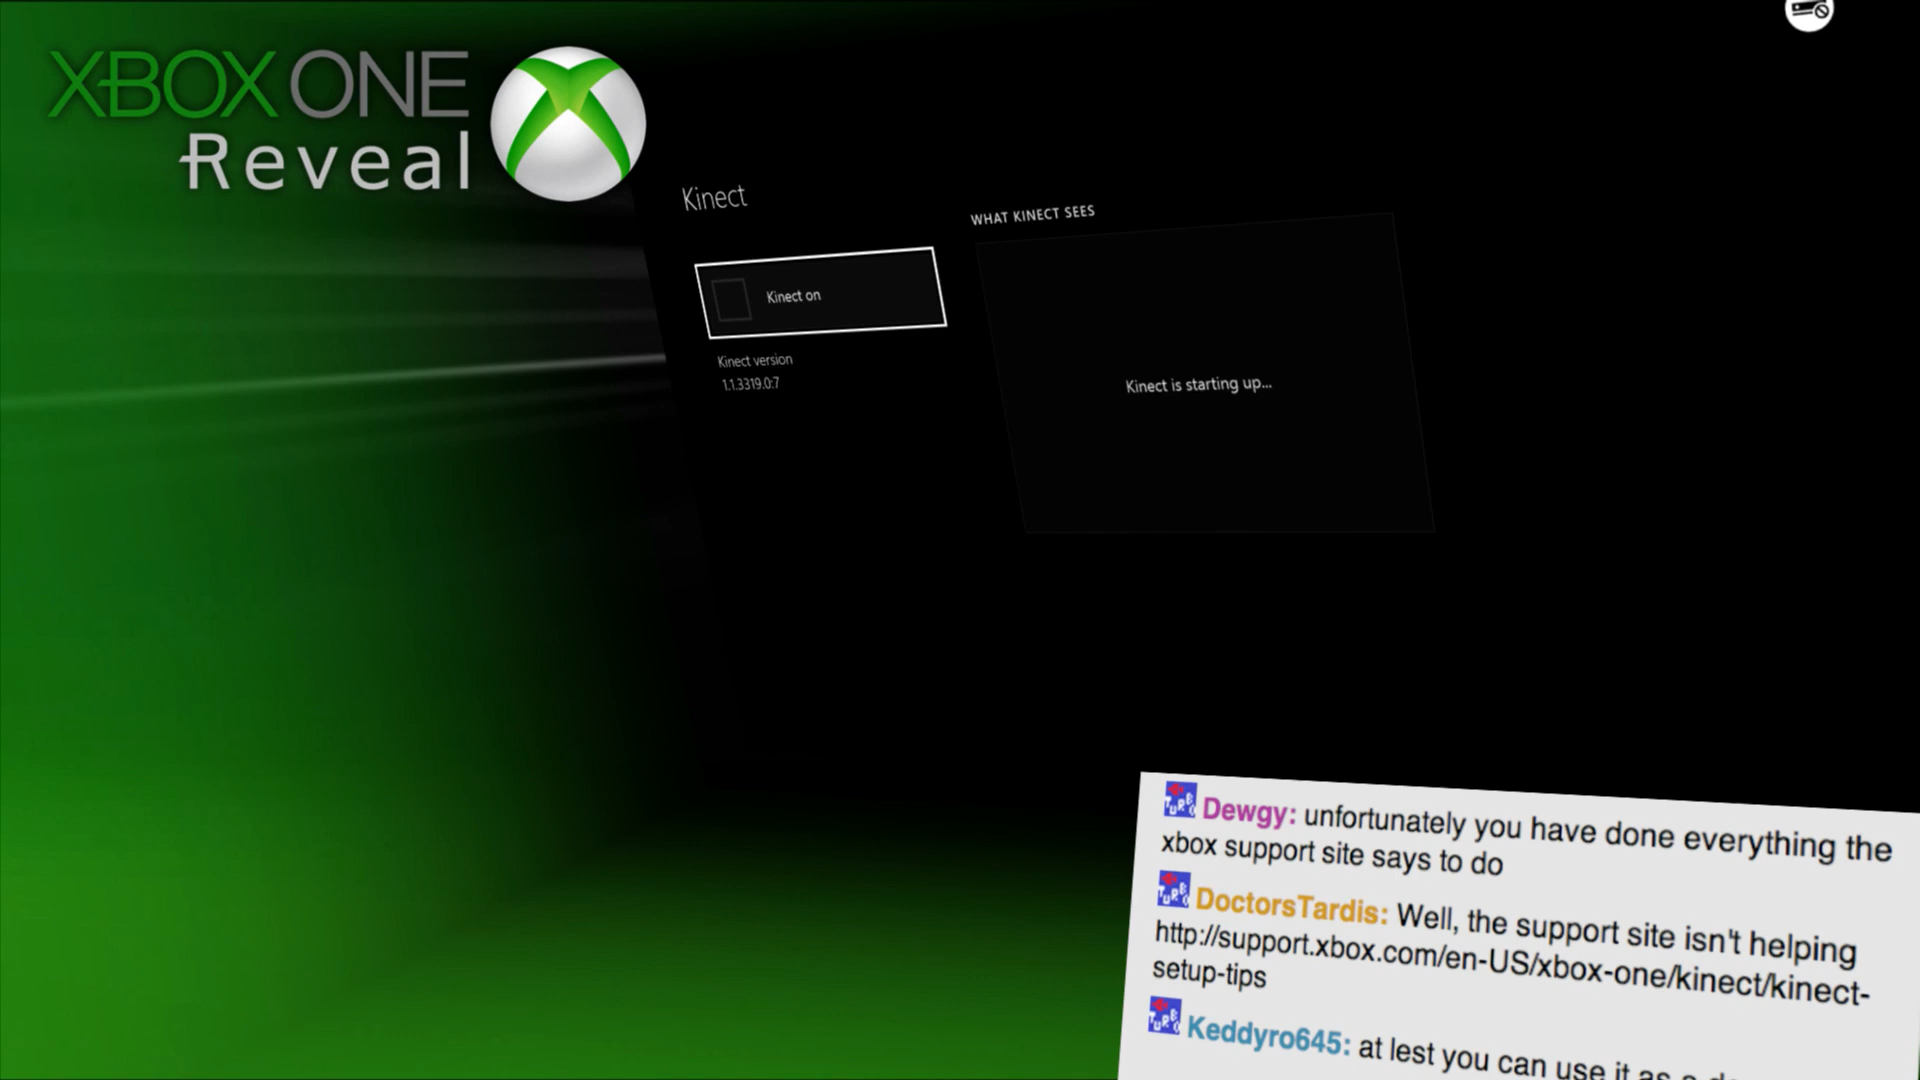 XBOX ONE
Reveal
Kinect
WHAT KINECT SEES
Kinect on
Kinect version
1.1.3319.0:7
Kinect is starting up...
Dewgy: unfortunately you have done everything the
xbox support site says to do
DoctorsTardis: Well, the support site isn't helping
http://support.xbox.com/en-US/xbox-one/kinect/kinect-
setup-tips
Keddyro645: at lest you can use it as a